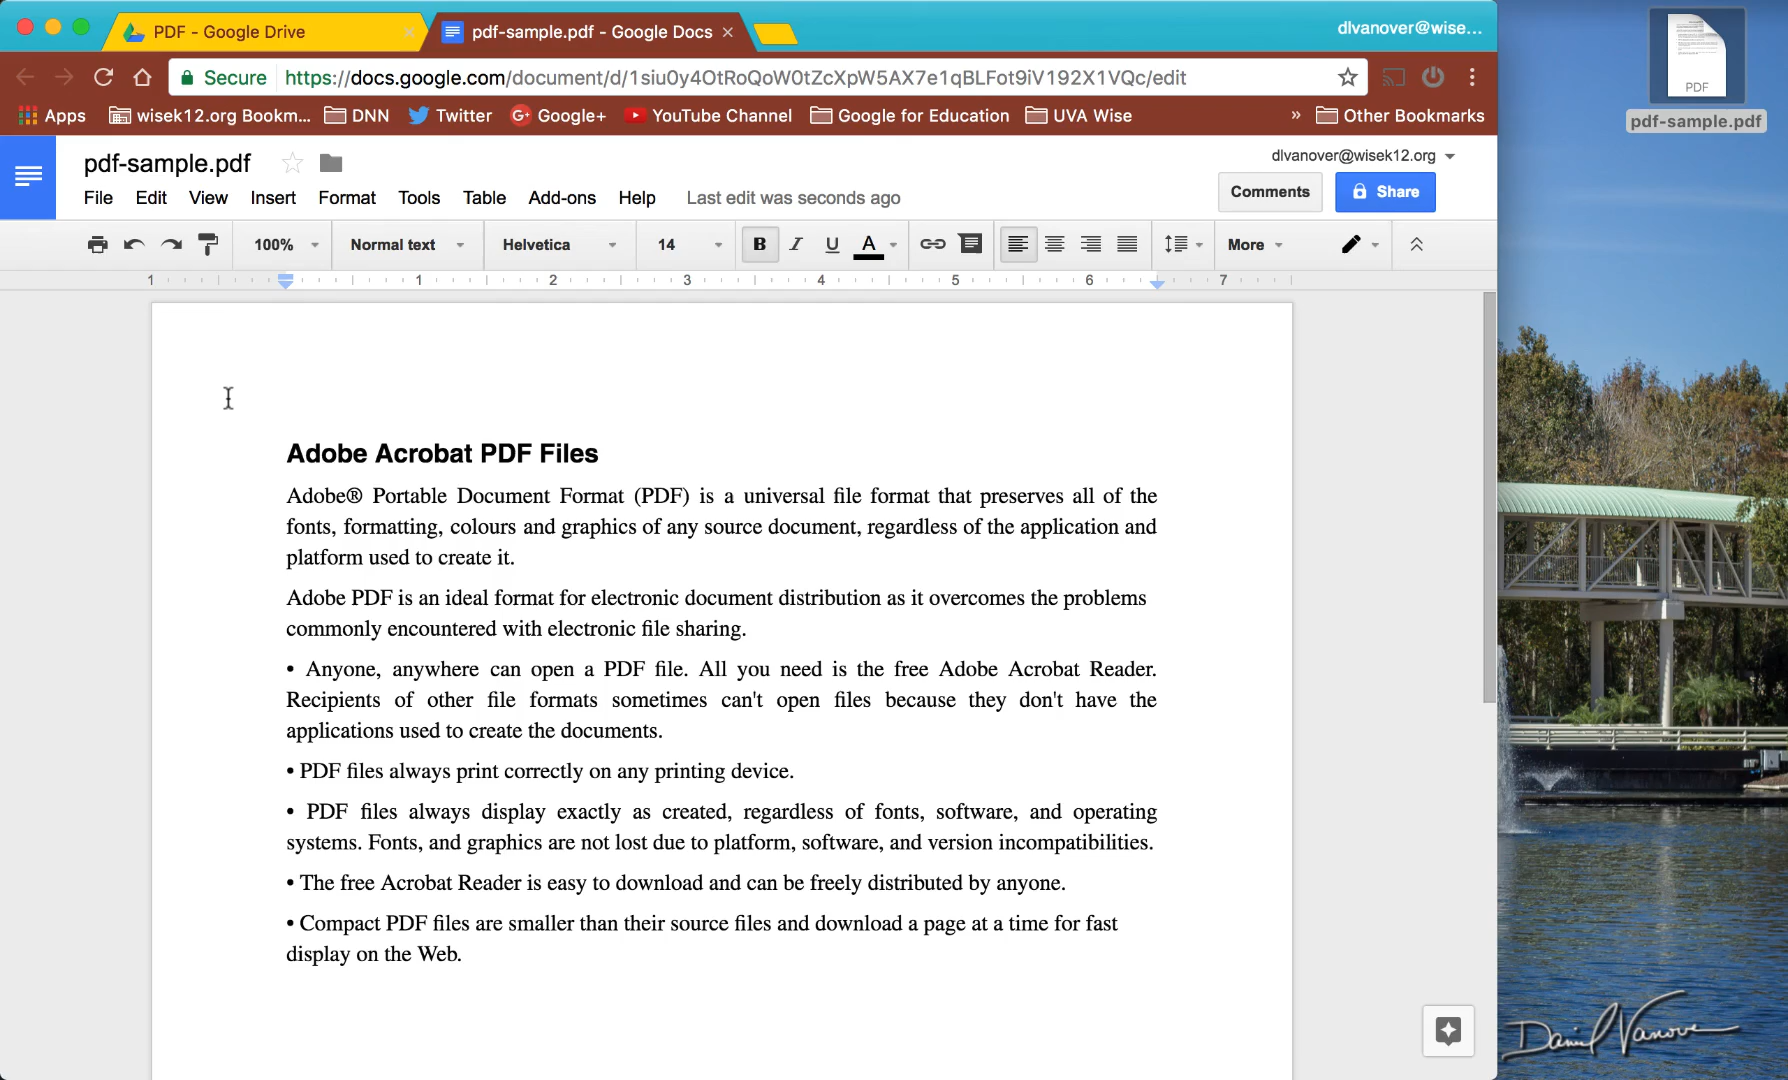 PDF - Google Drive
pdf-sample.pdf - Google Docs
dlvanover@wise...
Secure
https://docs.google.com/document/d/1siu0y4OtRoQoW0tZcXpW5AX7e1qBLFot9iV192X1VQc/edit
Apps
wisek12.org Bookm...
DNN
Twitter
Google+
YouTube Channel
Google for Education
UVA Wise
»
Other Bookmarks
PDF
pdf-sample.pdf
pdf-sample.pdf
dlvanover@wisek12.org
File Edit View Insert Format Tools Table Add-ons Help
Last edit was seconds ago
Comments
Share
100%
Normal text
Helvetica
14
B I U A
More
1 1 2 3 4 5 6 7
Adobe Acrobat PDF Files
Adobe® Portable Document Format (PDF) is a universal file format that preserves all of the
fonts, formatting, colours and graphics of any source document, regardless of the application and
platform used to create it.
Adobe PDF is an ideal format for electronic document distribution as it overcomes the problems
commonly encountered with electronic file sharing.
• Anyone, anywhere can open a PDF file. All you need is the free Adobe Acrobat Reader.
Recipients of other file formats sometimes can't open files because they don't have the
applications used to create the documents.
• PDF files always print correctly on any printing device.
• PDF files always display exactly as created, regardless of fonts, software, and operating
systems. Fonts, and graphics are not lost due to platform, software, and version incompatibilities.
• The free Acrobat Reader is easy to download and can be freely distributed by anyone.
• Compact PDF files are smaller than their source files and download a page at a time for fast
display on the Web.
Daniel Vanover